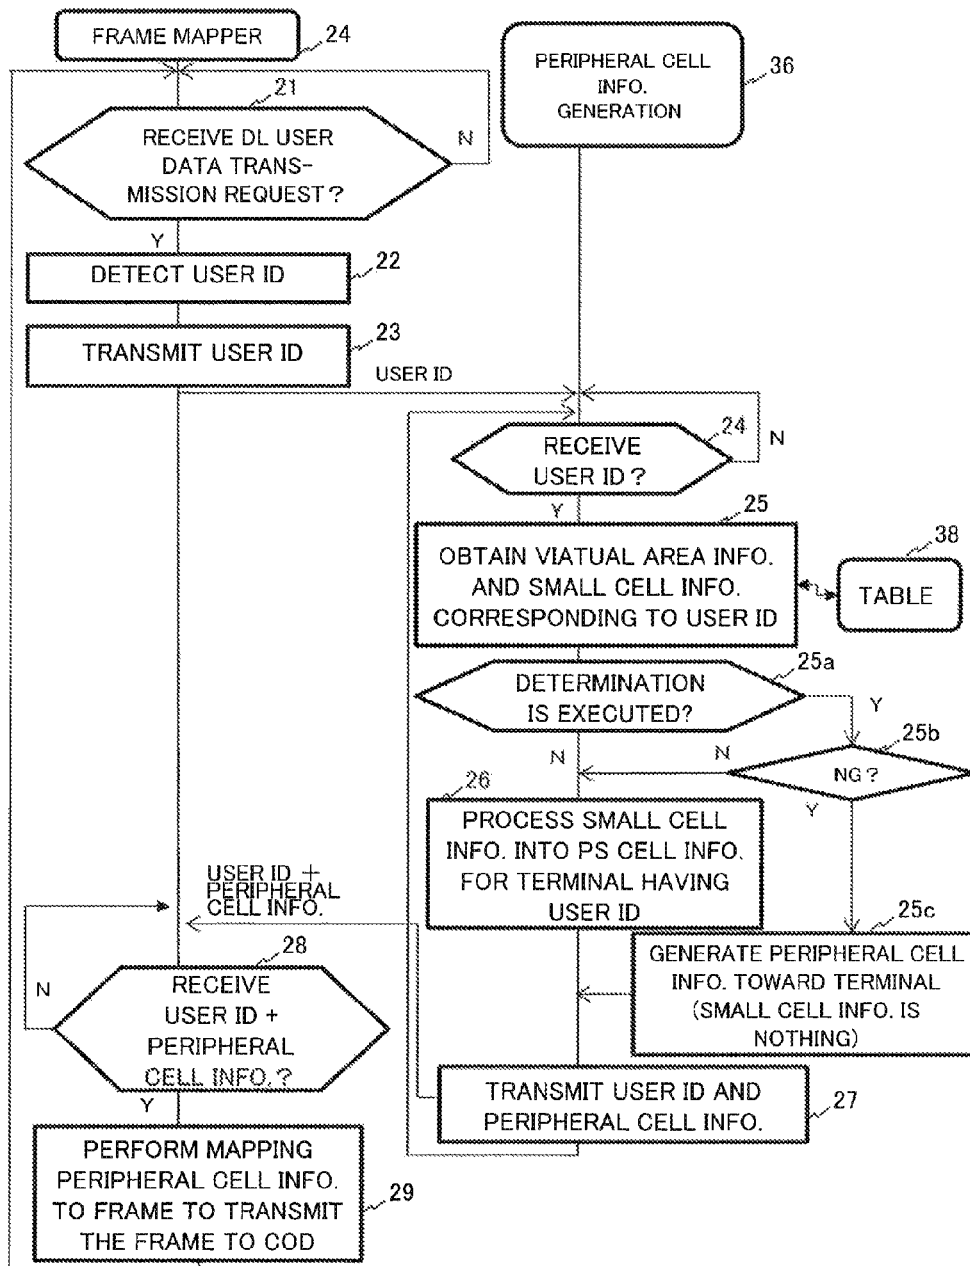 FRAME MAPPER
24
PERIPHERAL CELL
INFO.
GENERATION
36
21
RECEIVE DL USER
DATA TRANS-
MISSION REQUEST?
N
Y
DETECT USER ID
22
TRANSMIT USER ID
23
USER ID
24
RECEIVE
USER ID?
N
Y
25
OBTAIN VIATUAL AREA INFO.
AND SMALL CELL INFO.
CORRESPONDING TO USER ID
38
TABLE
25a
DETERMINATION
IS EXECUTED?
Y
N
25b
NG?
N
Y
26
PROCESS SMALL CELL
INFO. INTO PS CELL INFO.
FOR TERMINAL HAVING
USER ID
USER ID +
PERIPHERAL
CELL INFO.
25c
GENERATE PERIPHERAL CELL
INFO. TOWARD TERMINAL
(SMALL CELL INFO. IS
NOTHING)
28
RECEIVE
USER ID +
PERIPHERAL
CELL INFO.?
N
Y
TRANSMIT USER ID AND
PERIPHERAL CELL INFO.
27
PERFORM MAPPING
PERIPHERAL CELL INFO.
TO FRAME TO TRANSMIT
THE FRAME TO COD
29